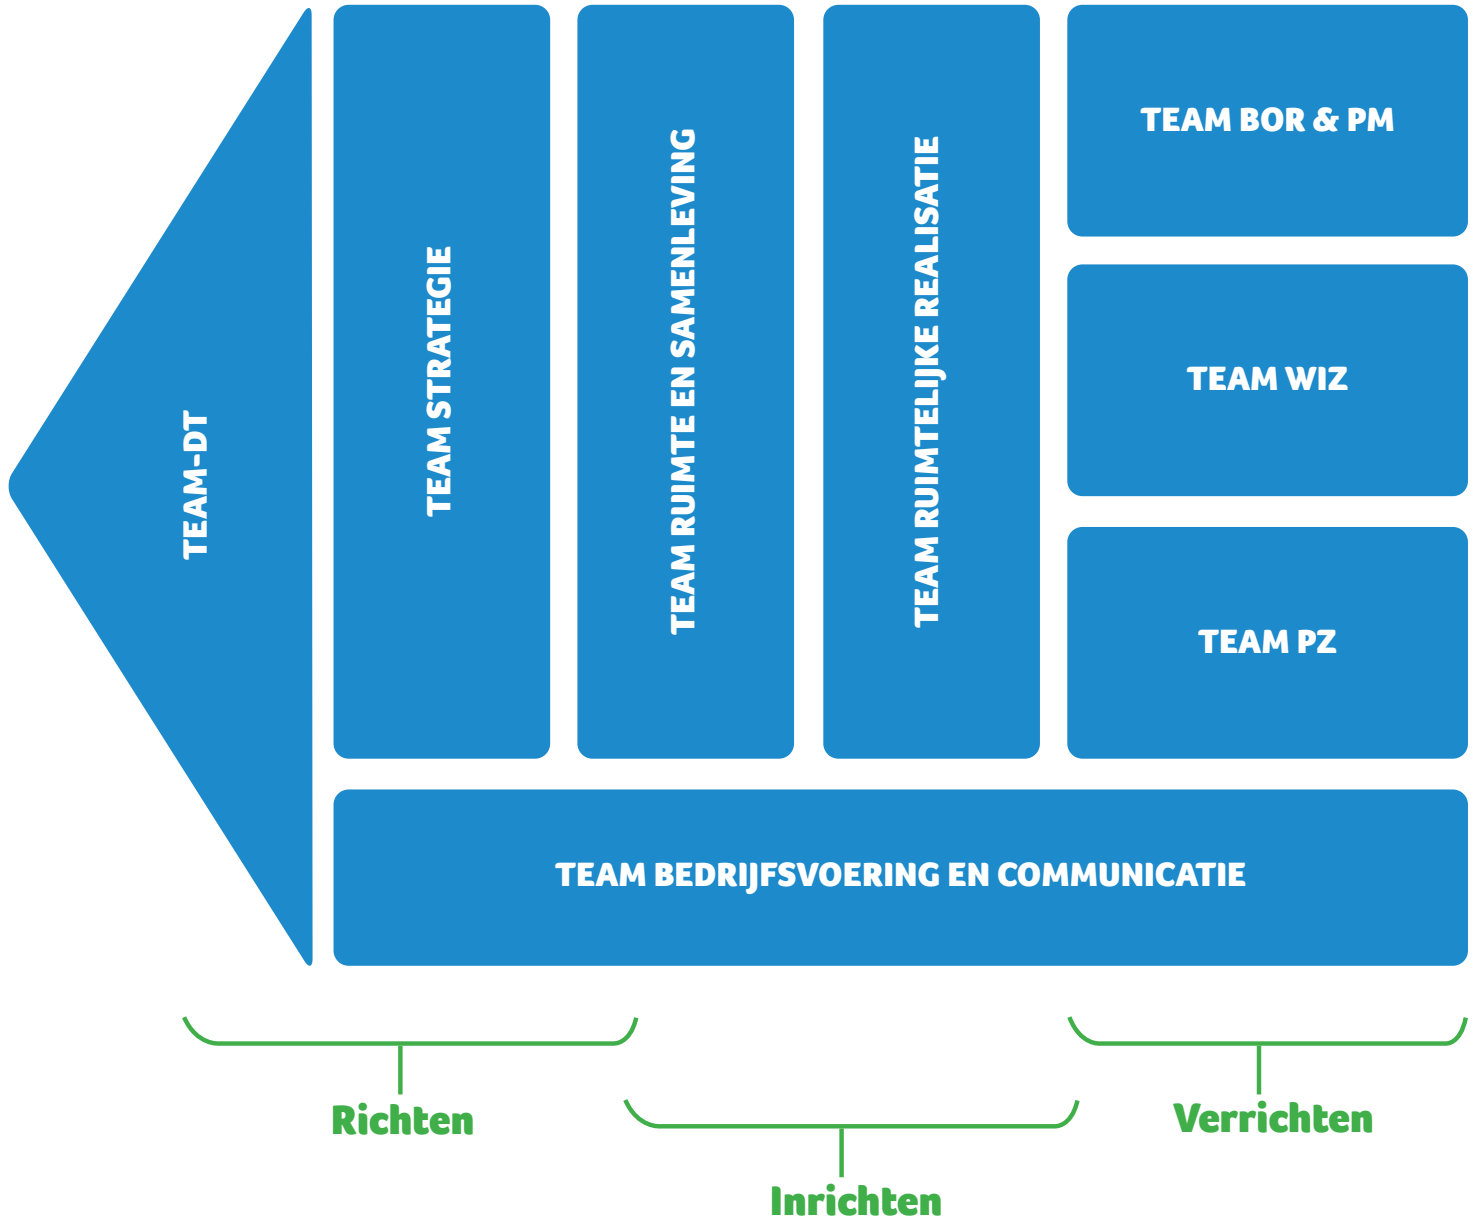 TEAM-DT
TEAM STRATEGIE
TEAM RUIMTE EN SAMENLEVING
TEAM RUIMTELIJKE REALISATIE
TEAM BOR & PM
TEAM WIZ
TEAM PZ
TEAM BEDRIJFSVOERING EN COMMUNICATIE
Richten
Inrichten
Verrichten